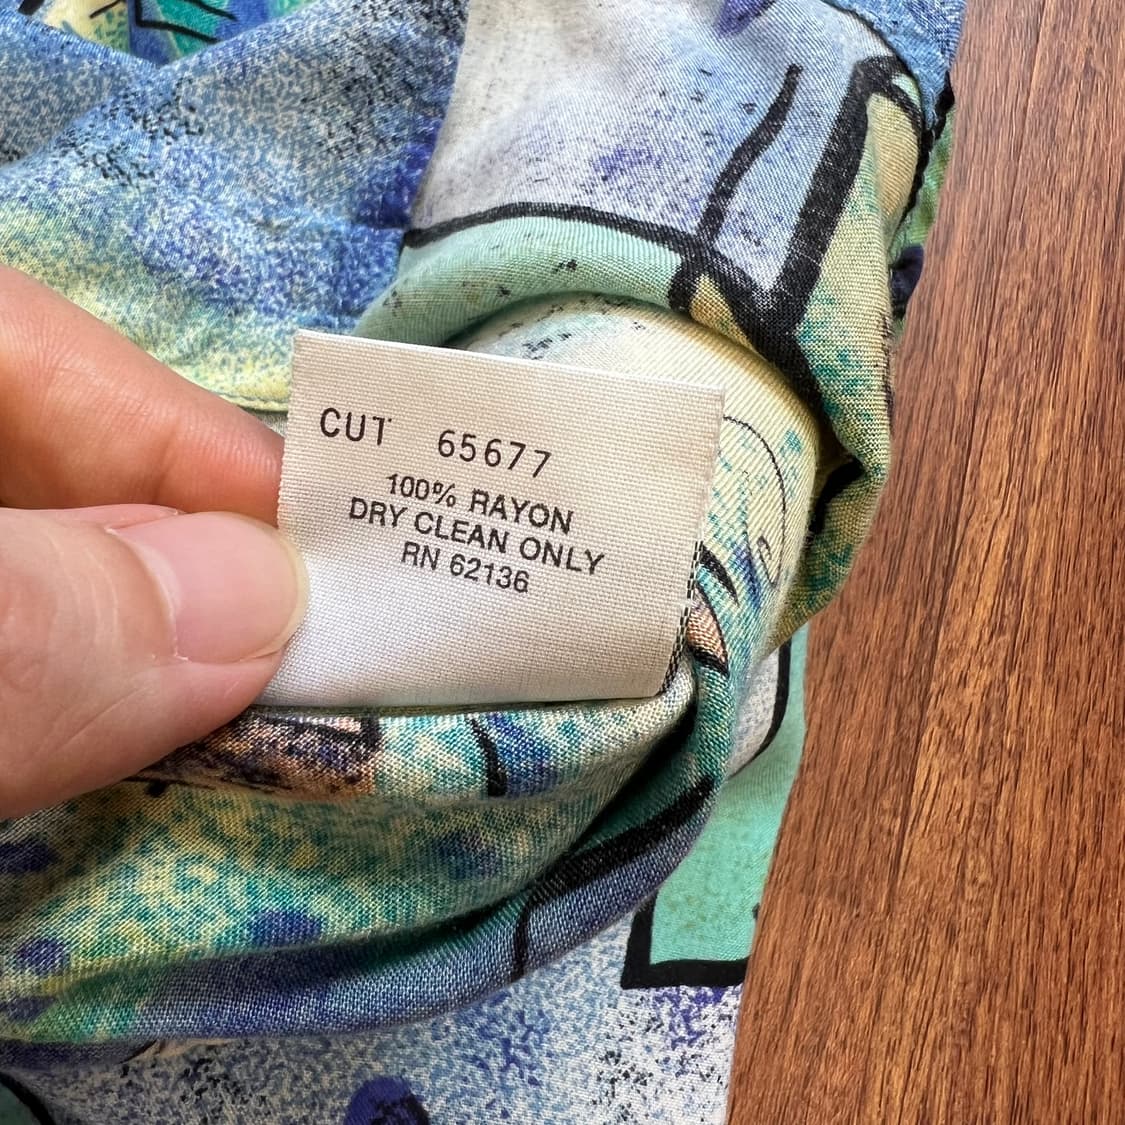 CUT 65677
100% RAYON
DRY CLEAN ONLY
RN 62136